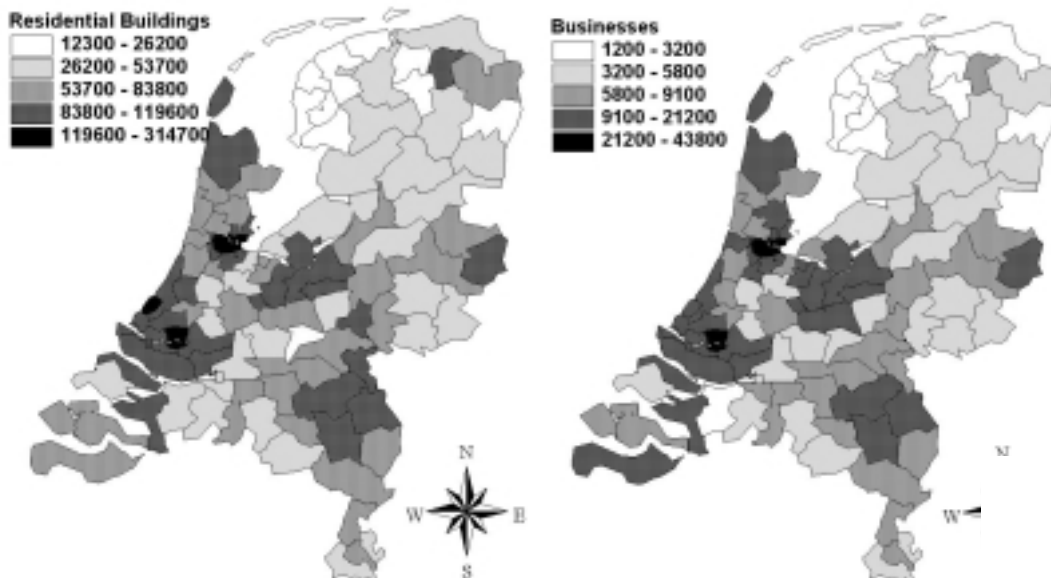 Residential Buildings
12300 - 26200
26200 - 53700
53700 - 83800
83800 - 119600
119600 - 314700
Businesses
1200 - 3200
3200 - 5800
5800 - 9100
9100 - 21200
21200 - 43800
N
W E
S
N
W